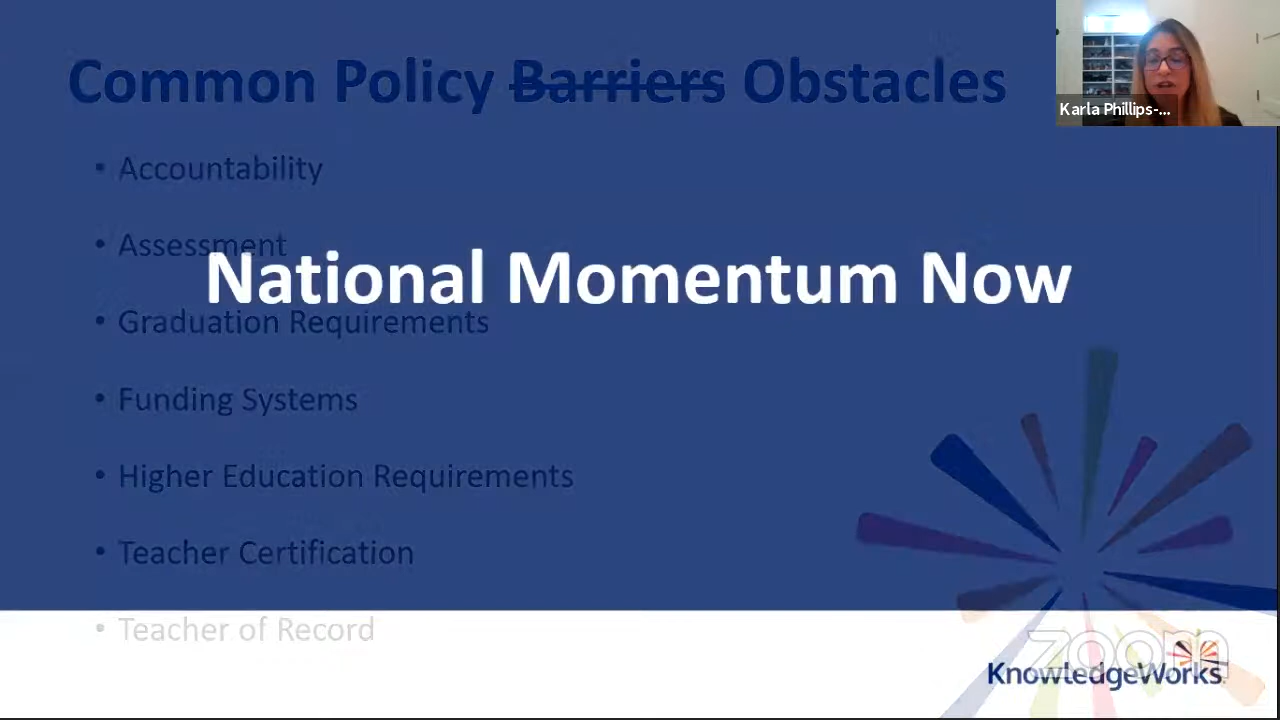 Common Policy Barriers Obstacles
Karla Phillips-...
• Accountability
• Assessment
National Momentum Now
• Graduation Requirements
• Funding Systems
• Higher Education Requirements
• Teacher Certification
• Teacher of Record
zoom
KnowledgeWorks